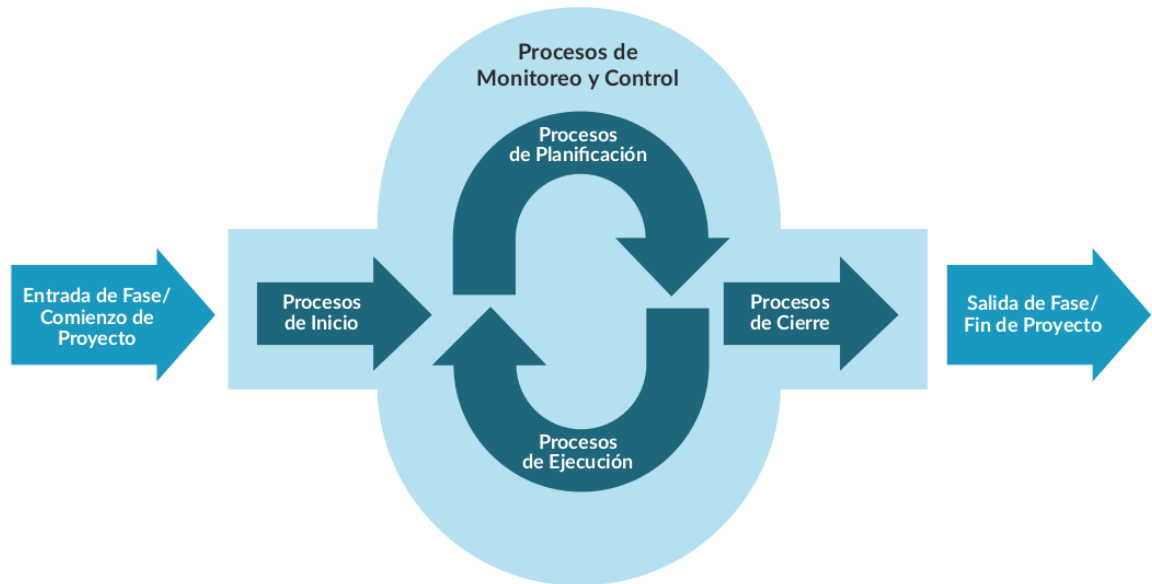 Procesos de
Monitoreo y Control
Procesos
de Planificación
Entrada de Fase/
Comienzo de
Proyecto
Procesos
de Inicio
Procesos
de Cierre
Salida de Fase/
Fin de Proyecto
Procesos
de Ejecución